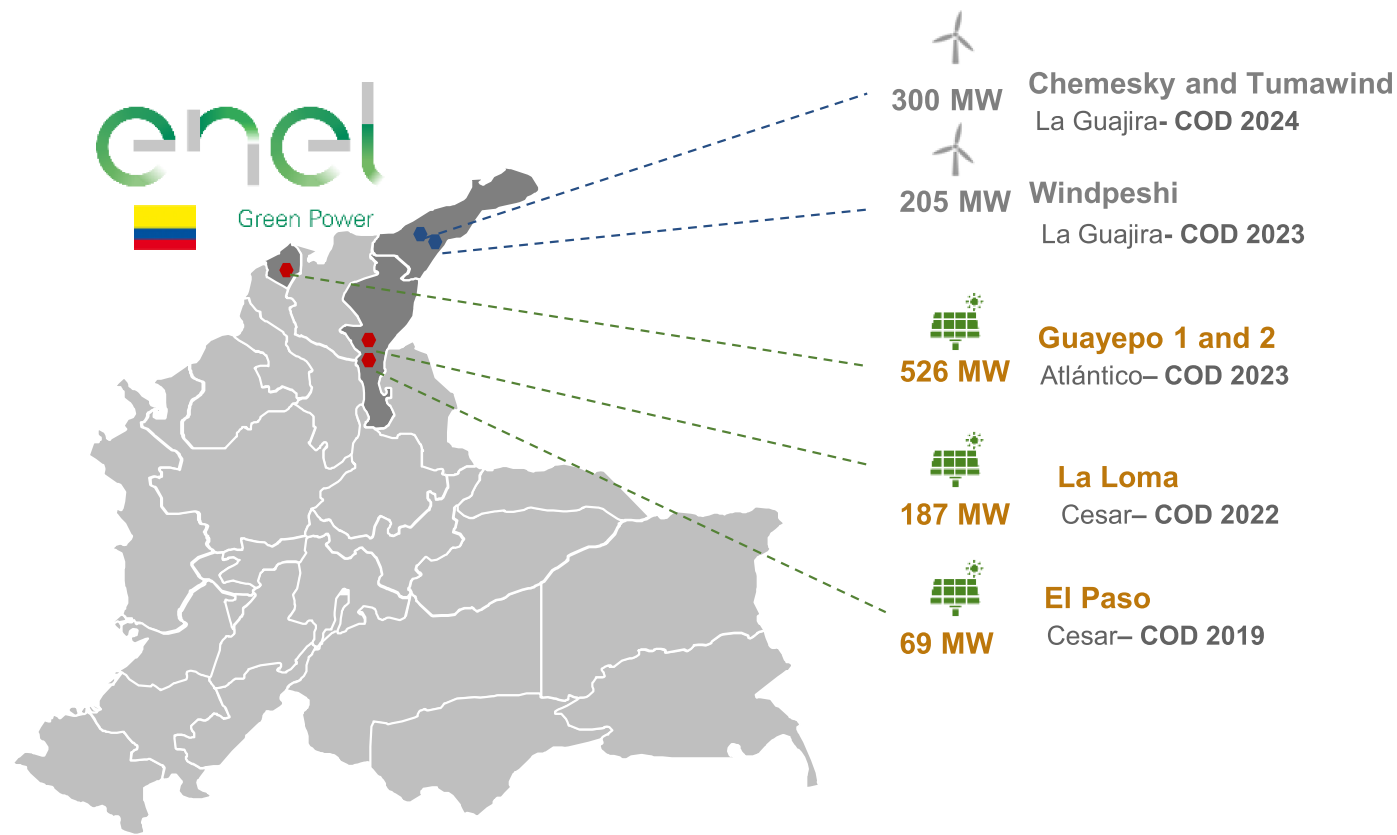 enel
Green Power
300 MW
Chemesky and Tumawind
La Guajira- COD 2024
205 MW
Windpeshi
La Guajira- COD 2023
526 MW
Guayepo 1 and 2
Atlántico– COD 2023
187 MW
La Loma
Cesar– COD 2022
69 MW
El Paso
Cesar– COD 2019